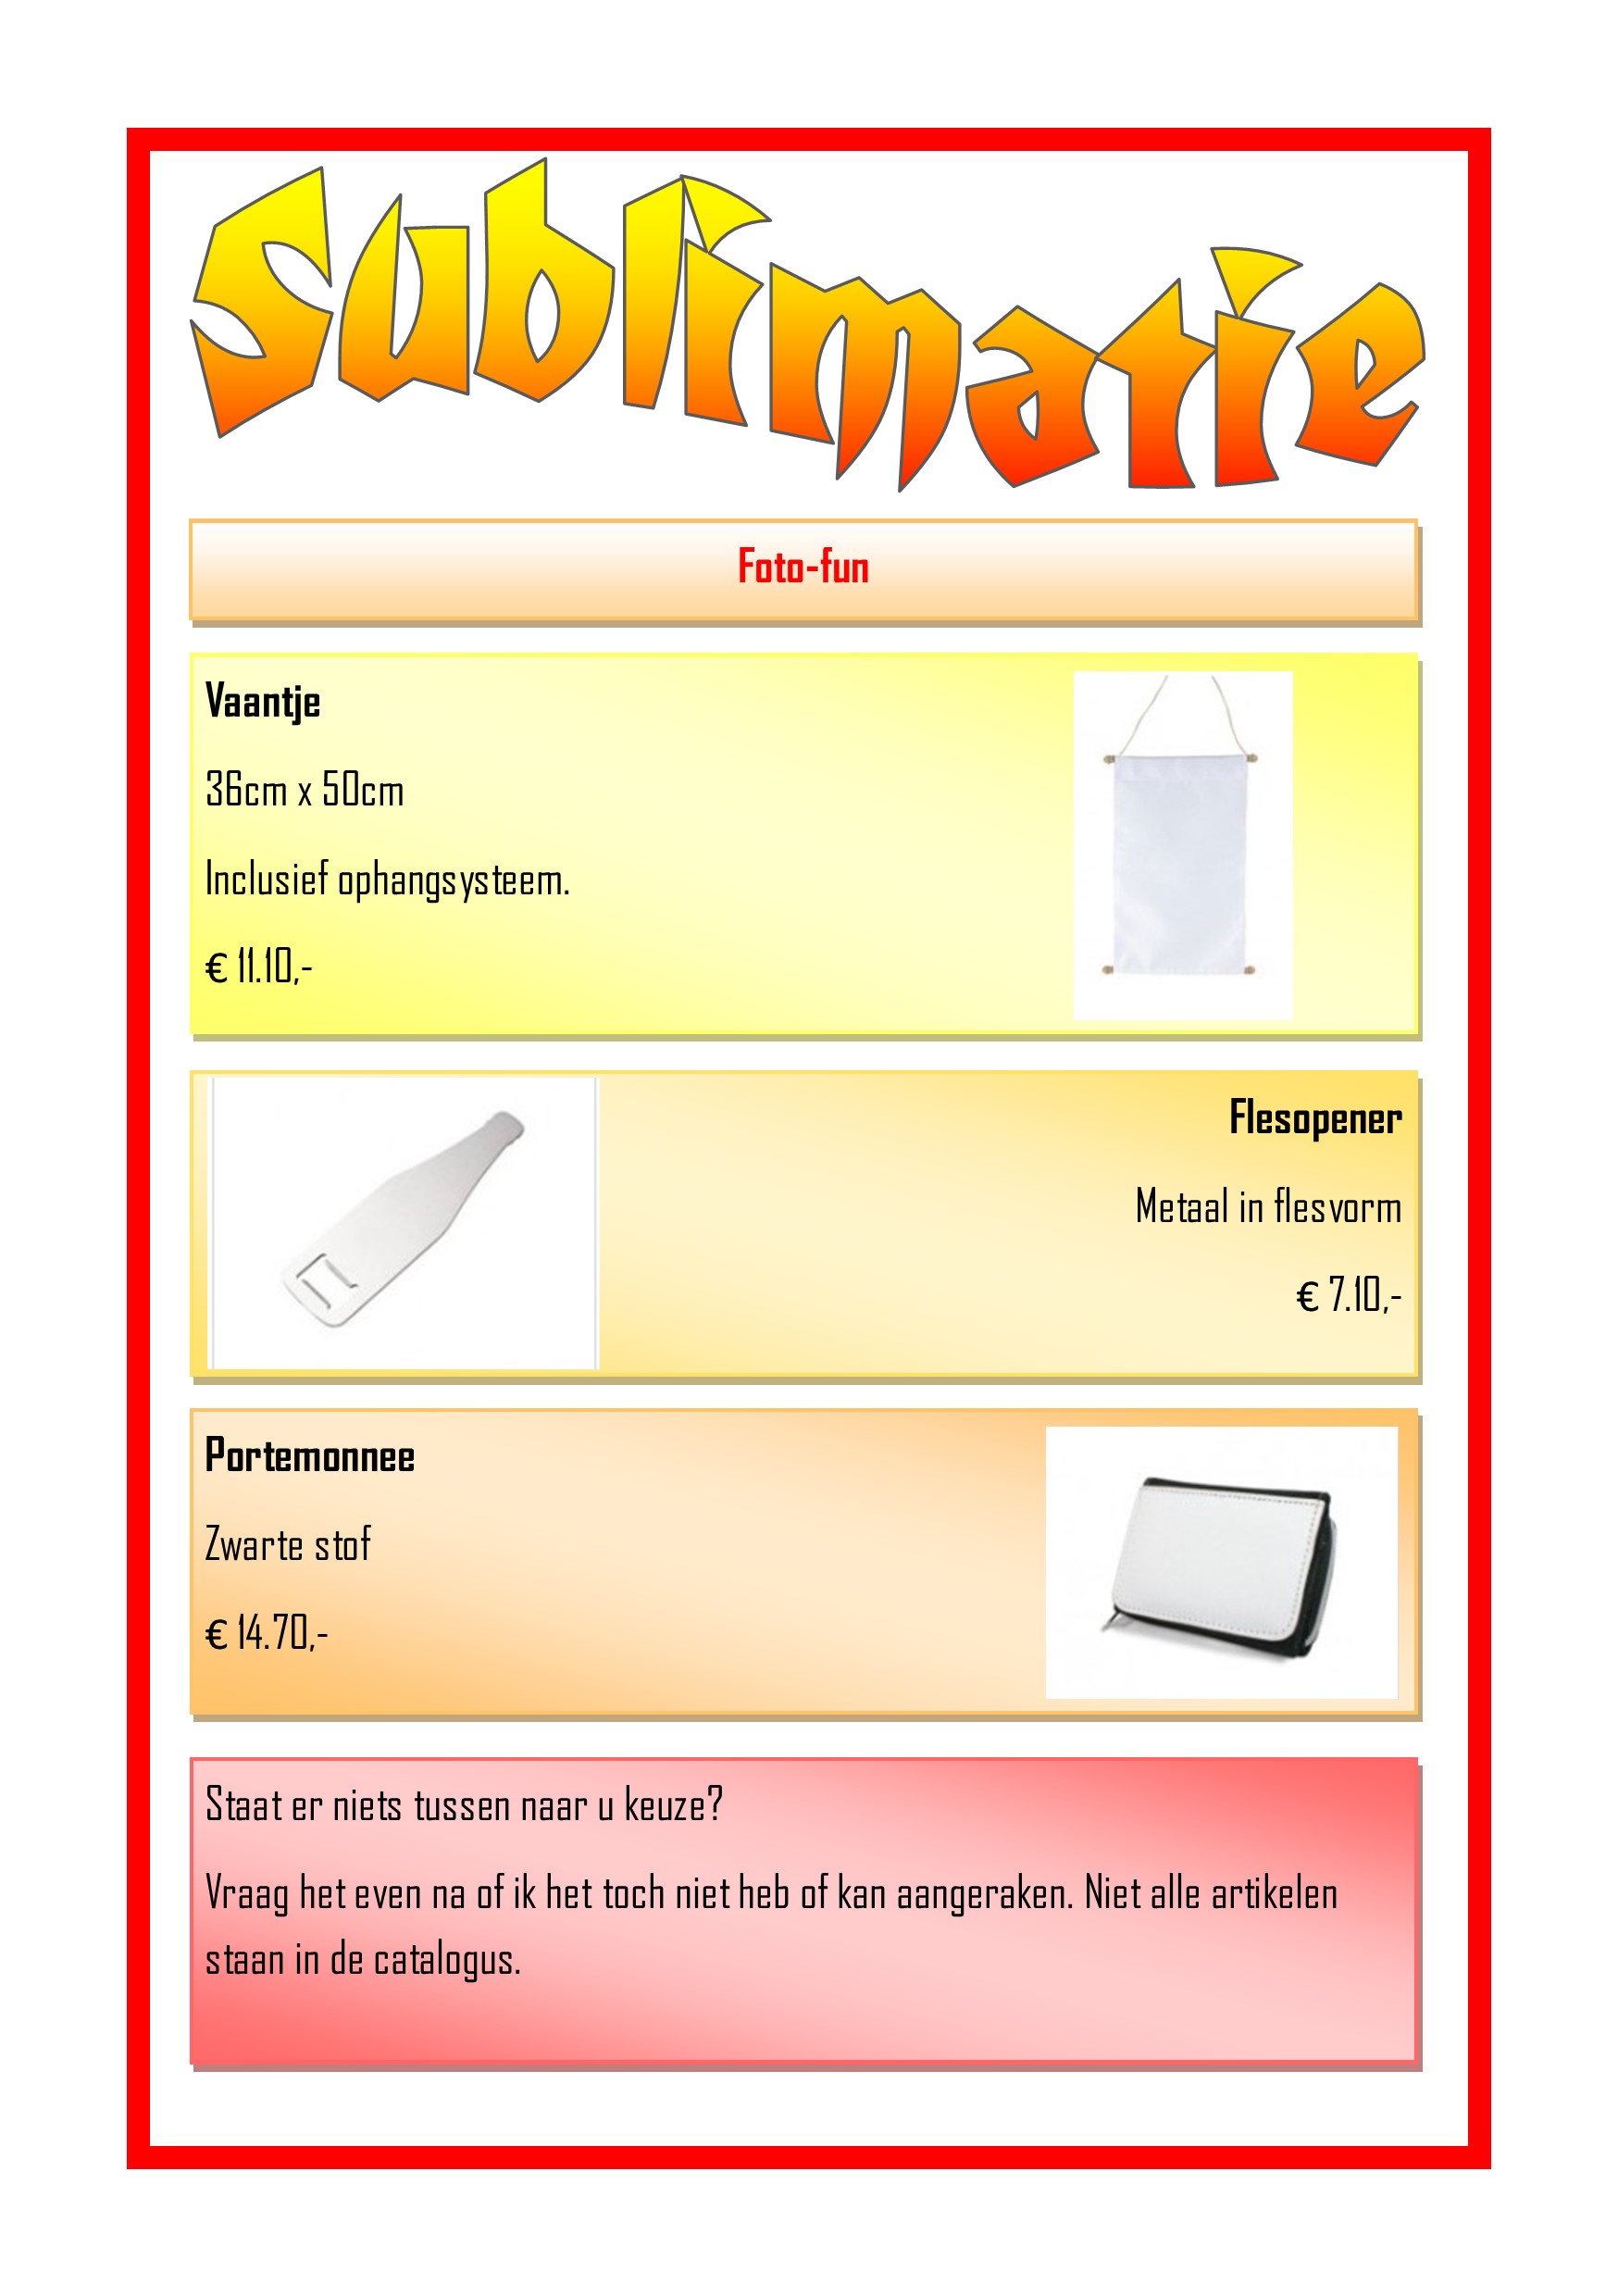 Sublimatie
Foto-fun
Vaantje
36cm x 50cm
Inclusief ophangsysteem.
€ 11.10,-
Flesopener
Metaal in flesvorm
€ 7.10,-
Portemonnee
Zwarte stof
€ 14.70,-
Staat er niets tussen naar u keuze?
Vraag het even na of ik het toch niet heb of kan aangeraken. Niet alle artikelen
staan in de catalogus.